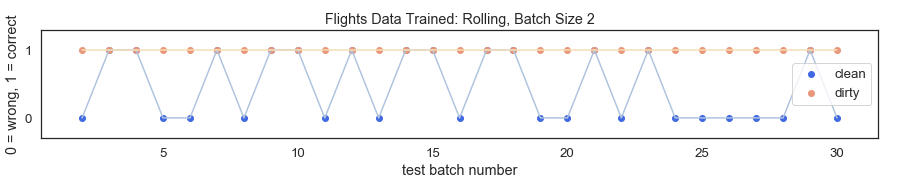 Flights Data Trained: Rolling, Batch Size 2
0 = wrong, 1 = correct
1
0
clean
dirty
5 10 15 20 25 30
test batch number